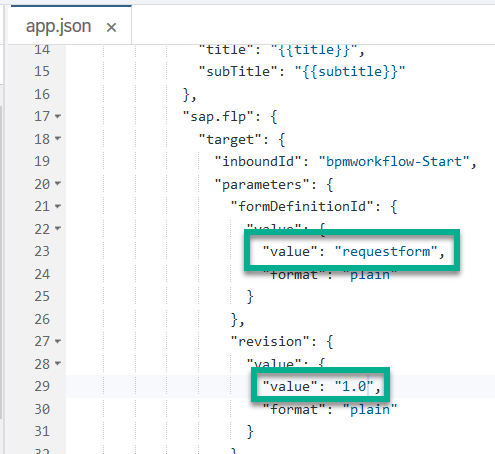 app.json ×
14 "title": "{{title}}",
15 "subTitle": "{{subtitle}}"
16 },
17 "sap.flp": {
18 "target": {
19 "inboundId": "bpmworkflow-Start",
20 "parameters": {
21 "formDefinitionId": {
22 "value": {
23 "value": "requestform",
24 "format": "plain"
25 }
26 },
27 "revision": {
28 "value": {
29 "value": "1.0",
30 "format": "plain"
31 }
32 },